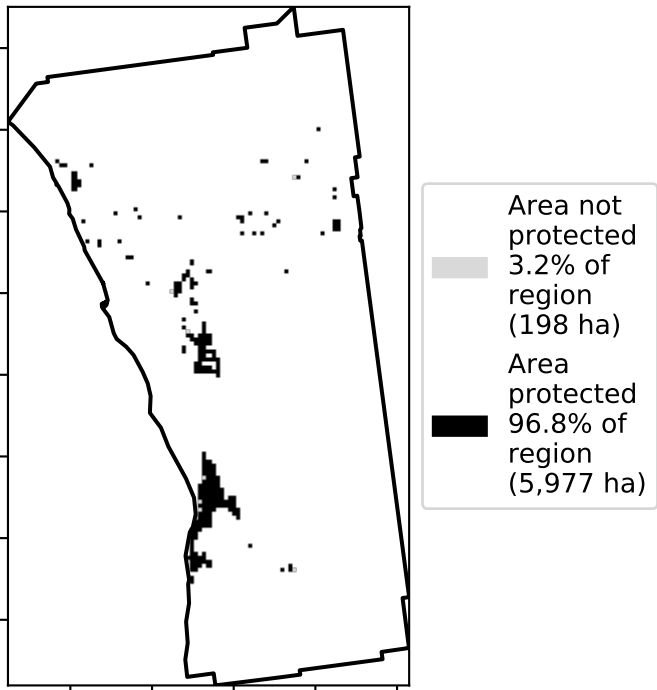 Area not
protected
3.2% of
region
(198 ha)
Area
protected
96.8% of
region
(5,977 ha)